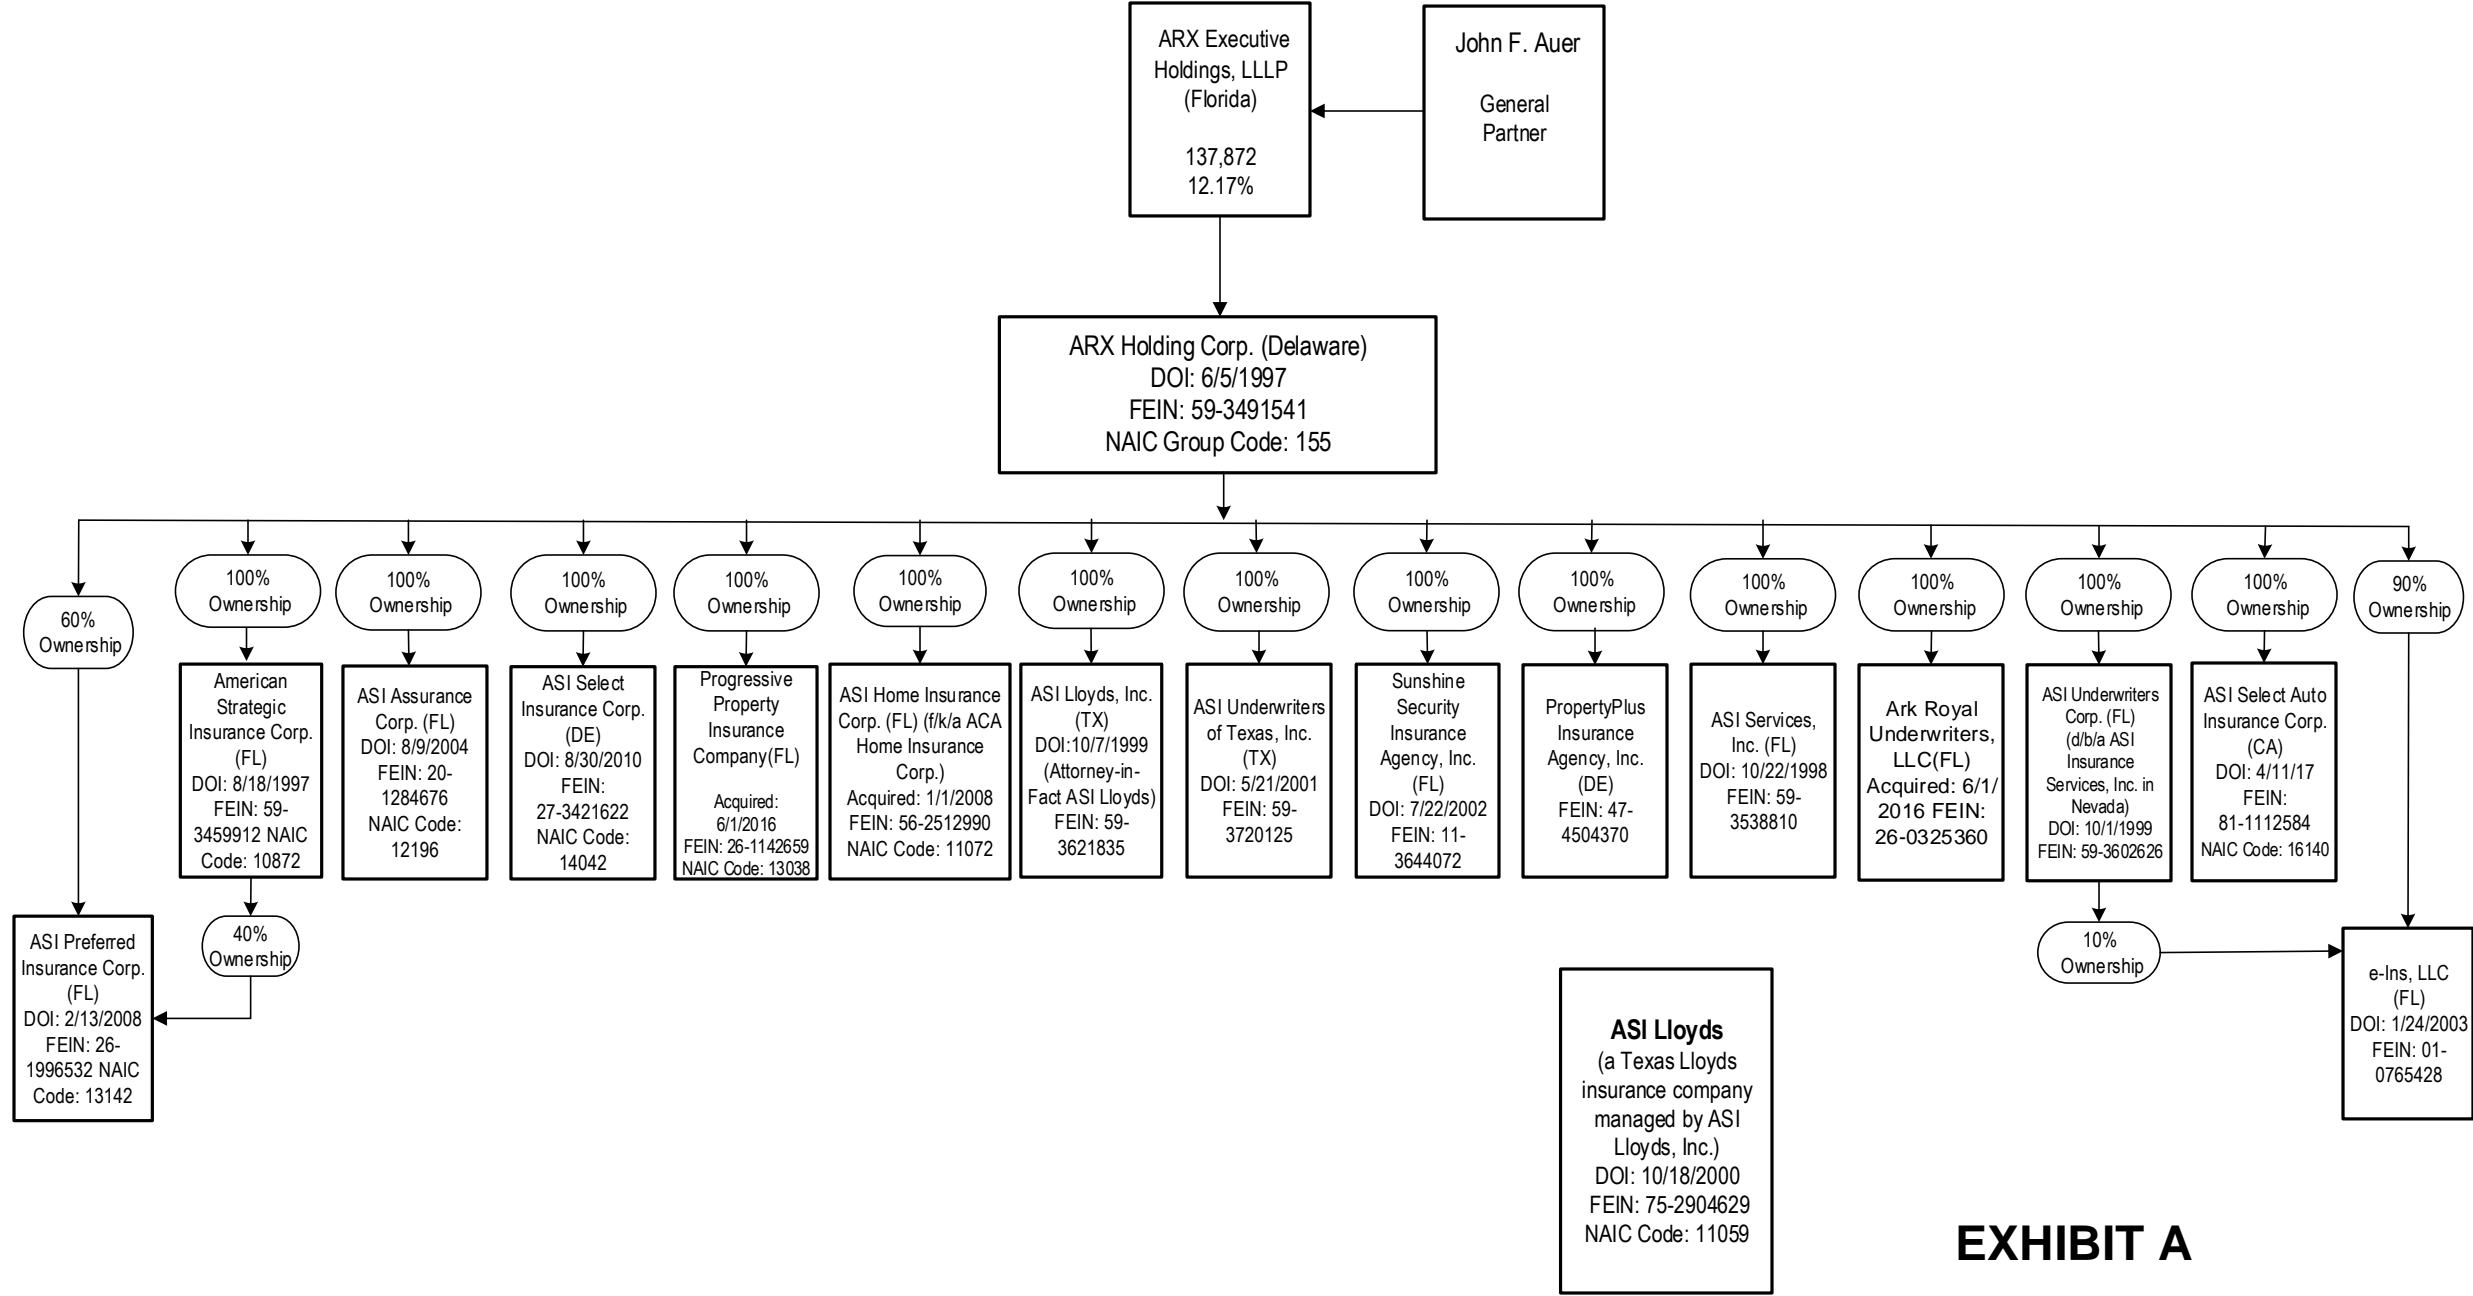 ARX Executive
Holdings, LLLP
(Florida)
137,872
12.17%
John F. Auer
General
Partner
ARX Holding Corp. (Delaware)
DOI: 6/5/1997
FEIN: 59-3491541
NAIC Group Code: 155
60%
Ownership
100%
Ownership
100%
Ownership
100%
Ownership
100%
Ownership
100%
Ownership
100%
Ownership
100%
Ownership
100%
Ownership
100%
Ownership
100%
Ownership
100%
Ownership
100%
Ownership
100%
Ownership
90%
Ownership
American
Strategic
Insurance Corp.
(FL)
DOI: 8/18/1997
FEIN: 59-
3459912 NAIC
Code: 10872
ASI Assurance
Corp. (FL)
DOI: 8/9/2004
FEIN: 20-
1284676
NAIC Code:
12196
ASI Select
Insurance Corp.
(DE)
DOI: 8/30/2010
FEIN:
27-3421622
NAIC Code:
14042
Progressive
Property
Insurance
Company(FL)
Acquired:
6/1/2016
FEIN: 26-1142659
NAIC Code: 13038
ASI Home Insurance
Corp. (FL) (f/k/a ACA
Home Insurance
Corp.)
Acquired: 1/1/2008
FEIN: 56-2512990
NAIC Code: 11072
ASI Lloyds, Inc.
(TX)
DOI:10/7/1999
(Attorney-in-
Fact ASI Lloyds)
FEIN: 59-
3621835
ASI Underwriters
of Texas, Inc.
(TX)
DOI: 5/21/2001
FEIN: 59-
3720125
Sunshine
Security
Insurance
Agency, Inc.
(FL)
DOI: 7/22/2002
FEIN: 11-
3644072
PropertyPlus
Insurance
Agency, Inc.
(DE)
FEIN: 47-
4504370
ASI Services,
Inc. (FL)
DOI: 10/22/1998
FEIN: 59-
3538810
Ark Royal
Underwriters,
LLC(FL)
Acquired: 6/1/
2016 FEIN:
26-0325360
ASI Underwriters
Corp. (FL)
(d/b/a ASI
Insurance
Services, Inc. in
Nevada)
DOI: 10/1/1999
FEIN: 59-3602626
ASI Select Auto
Insurance Corp.
(CA)
DOI: 4/11/17
FEIN:
81-1112584
NAIC Code: 16140
40%
Ownership
10%
Ownership
ASI Preferred
Insurance Corp.
(FL)
DOI: 2/13/2008
FEIN: 26-
1996532 NAIC
Code: 13142
e-Ins, LLC
(FL)
DOI: 1/24/2003
FEIN: 01-
0765428
ASI Lloyds
(a Texas Lloyds
insurance company
managed by ASI
Lloyds, Inc.)
DOI: 10/18/2000
FEIN: 75-2904629
NAIC Code: 11059
EXHIBIT A